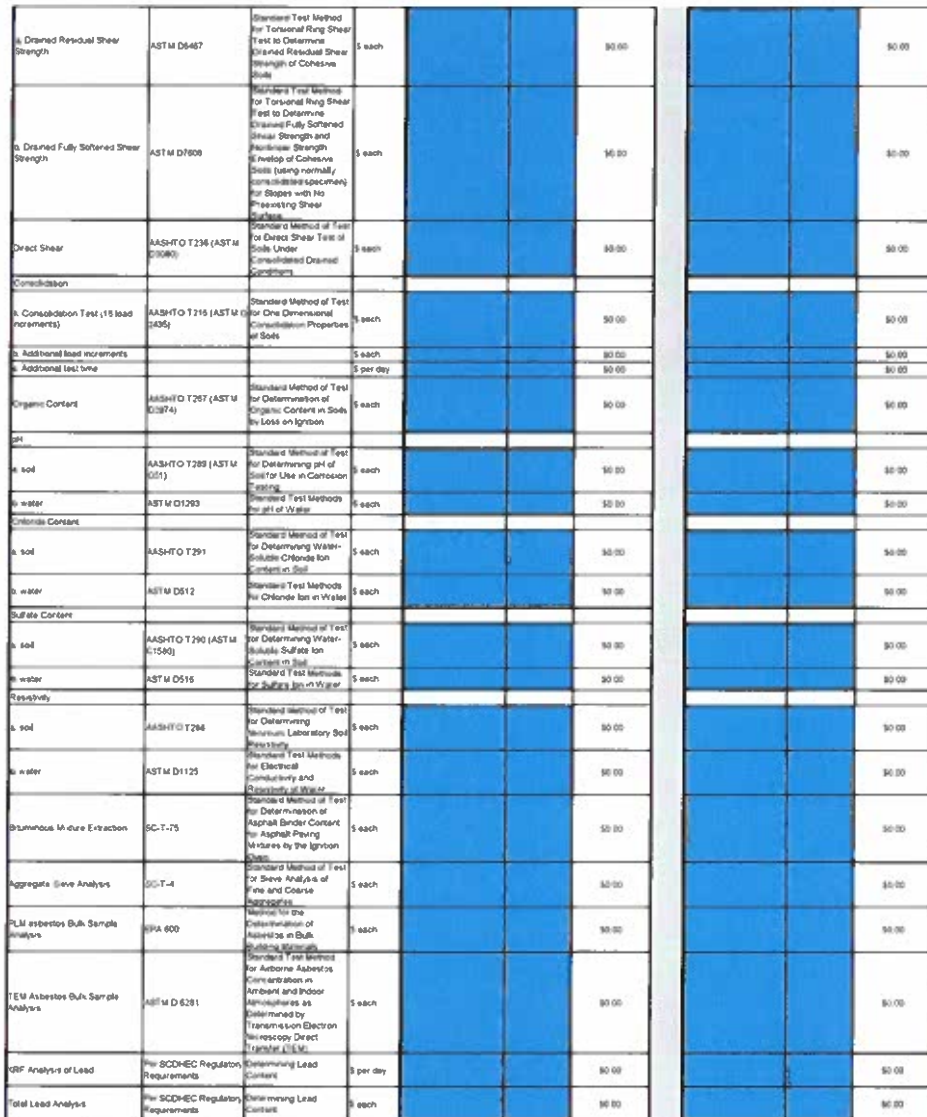 a. Drained Residual Shear Strength ASTM D6467 Standard Test Method for Torsional Ring Shear Test to Determine Drained Residual Shear Strength of Cohesive Soils $ each $0.00 $0.00
b. Drained Fully Softened Shear Strength ASTM D7608 Standard Test Method for Torsional Ring Shear Test to Determine Drained Fully Softened Shear Strength and Nonlinear Strength Envelop of Cohesive Soils (using normally consolidated specimen) for Slopes with No Preexisting Shear Surface $ each $0.00 $0.00
Direct Shear AASHTO T236 (ASTM D3080) Standard Method of Test for Direct Shear Test of Soils Under Consolidated Drained Conditions $ each $0.00 $0.00
Consolidation
a. Consolidation Test (15 load increments) AASHTO T216 (ASTM D 2435) Standard Method of Test for One Dimensional Consolidation Properties of Soils $ each $0.00 $0.00
b. Additional load increments $ each $0.00 $0.00
c. Additional test time $ per day $0.00 $0.00
Organic Content AASHTO T267 (ASTM D2974) Standard Method of Test for Determination of Organic Content in Soils by Loss on Ignition $ each $0.00 $0.00
pH
a. soil AASHTO T289 (ASTM G51) Standard Method of Test for Determining pH of Soil for Use in Corrosion Testing $ each $0.00 $0.00
b. water ASTM D1293 Standard Test Methods for pH of Water $ each $0.00 $0.00
Chloride Content
a. soil AASHTO T291 Standard Method of Test for Determining Water-Soluble Chloride Ion Content in Soil $ each $0.00 $0.00
b. water ASTM D512 Standard Test Methods for Chloride Ion in Water $ each $0.00 $0.00
Sulfate Content
a. soil AASHTO T290 (ASTM C1580) Standard Method of Test for Determining Water-Soluble Sulfate Ion Content in Soil $ each $0.00 $0.00
b. water ASTM D516 Standard Test Methods for Sulfate Ion in Water $ each $0.00 $0.00
Resistivity
a. soil AASHTO T288 Standard Method of Test for Determining Minimum Laboratory Soil Resistivity $ each $0.00 $0.00
b. water ASTM D1125 Standard Test Methods for Electrical Conductivity and Resistivity of Water $ each $0.00 $0.00
Bituminous Mixture Extraction SC-T-75 Standard Method of Test for Determination of Asphalt Binder Content for Asphalt Paving Mixtures by the Ignition Oven $ each $0.00 $0.00
Aggregate Sieve Analysis SC-T-4 Standard Method of Test for Sieve Analysis of Fine and Coarse Aggregates $ each $0.00 $0.00
PLM asbestos Bulk Sample Analysis EPA 600 Method for the Determination of Asbestos in Bulk Building Materials $ each $0.00 $0.00
TEM Asbestos Bulk Sample Analysis ASTM D 6281 Standard Test Method for Airborne Asbestos Concentration in Ambient and Indoor Atmospheres as Determined by Transmission Electron Microscopy Direct Transfer (TEM) $ each $0.00 $0.00
XRF Analysis of Lead Per SCDHEC Regulatory Requirements Determining Lead Content $ per day $0.00 $0.00
Total Lead Analysis Per SCDHEC Regulatory Requirements Determining Lead Content $ each $0.00 $0.00